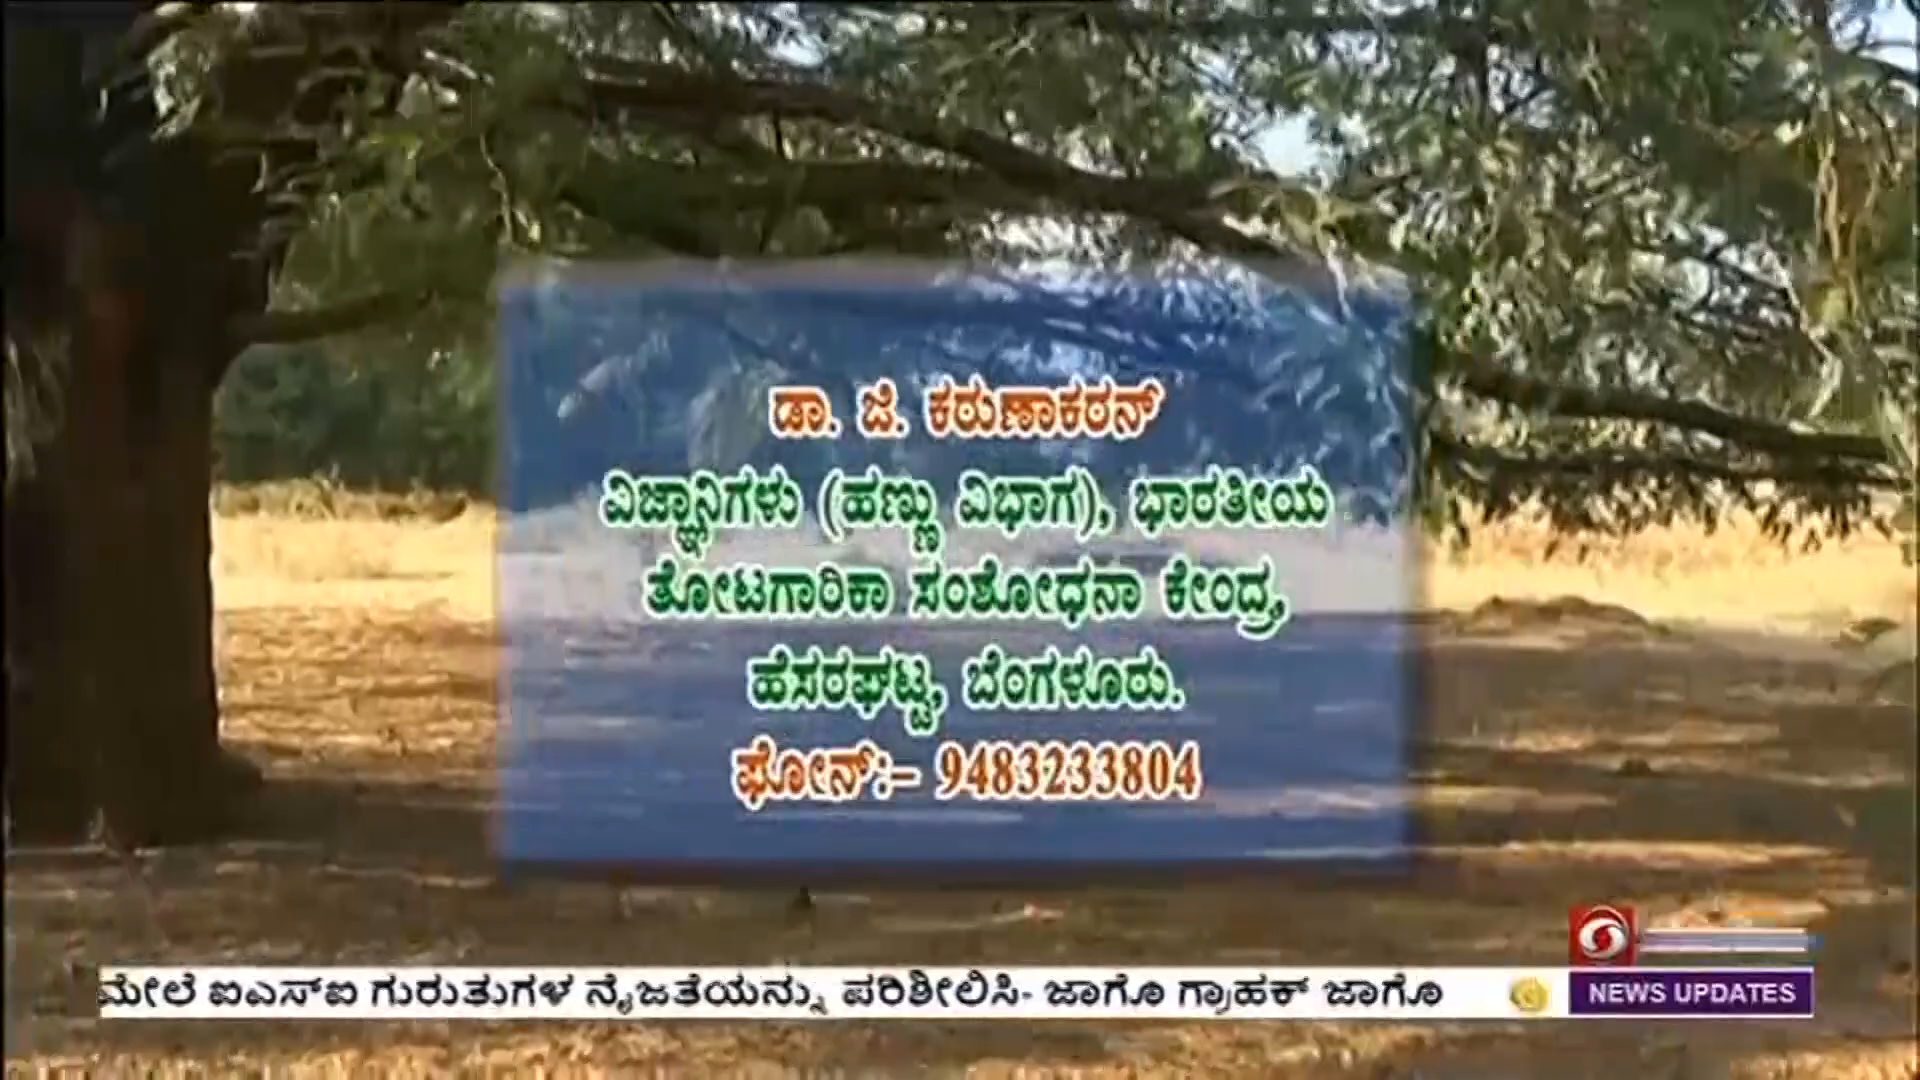 ಡಾ. ಜಿ. ಕರುಣಾಕರನ್
ವಿಜ್ಞಾನಿಗಳು (ಹಣ್ಣು ವಿಭಾಗ), ಭಾರತೀಯ
ತೋಟಗಾರಿಕಾ ಸಂಶೋಧನಾ ಕೇಂದ್ರ,
ಹೆಸರಘಟ್ಟ, ಬೆಂಗಳೂರು.
ಫೋನ್:– 9483233804
ಮೇಲೆ ಐಎಸ್ಐ ಗುರುತುಗಳ ನೈಜತೆಯನ್ನು ಪರಿಶೀಲಿಸಿ- ಜಾಗೊ ಗ್ರಾಹಕ್ ಜಾಗೊ
NEWS UPDATES